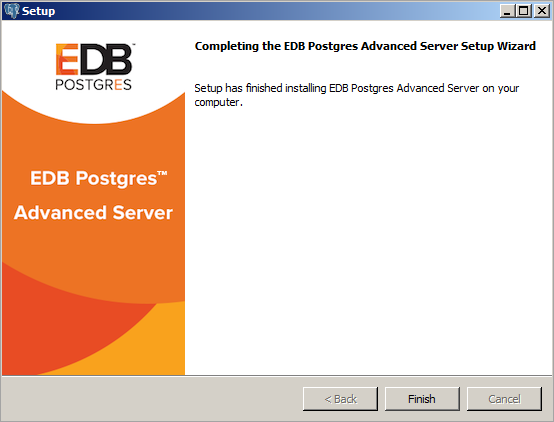 Setup
EDB™
POSTGRES
EDB Postgres™
Advanced Server
Completing the EDB Postgres Advanced Server Setup Wizard
Setup has finished installing EDB Postgres Advanced Server on your
computer.
< Back
Finish
Cancel